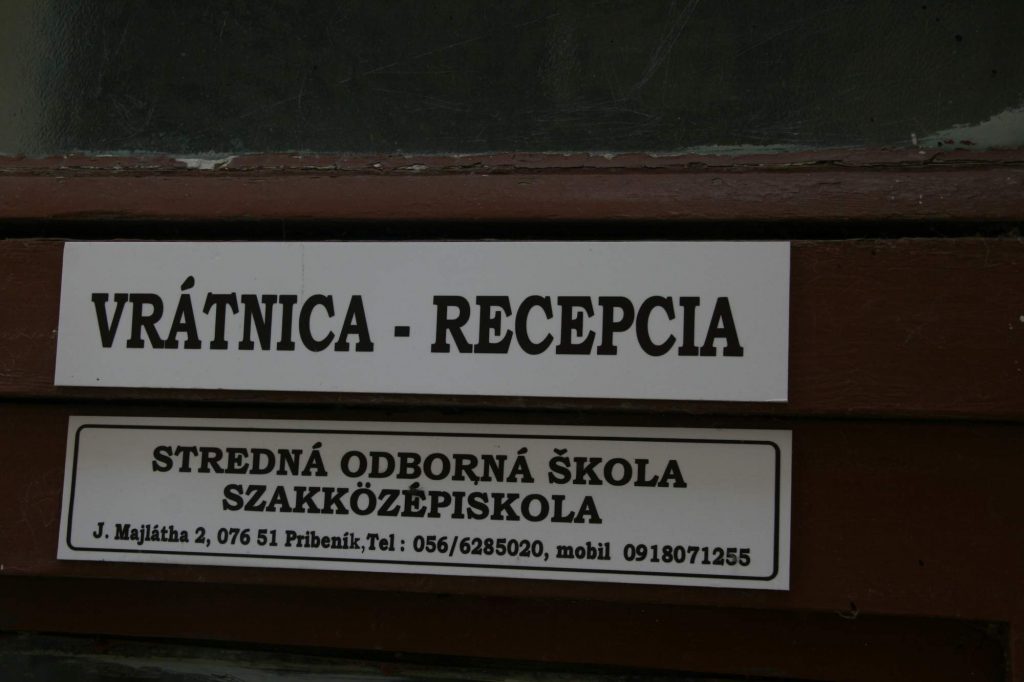 VRÁTNICA - RECEPCIA
STREDNÁ ODBORNÁ ŠKOLA
SZAKKÖZÉPISKOLA
J. Majlátha 2, 076 51 Pribeník,Tel : 056/6285020, mobil 0918071255